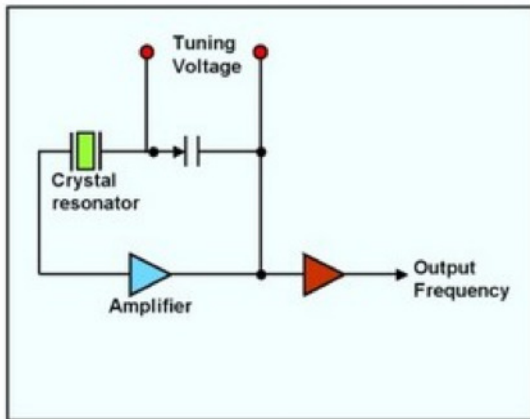 Tuning
Voltage
Crystal
resonator
Amplifier
Output
Frequency